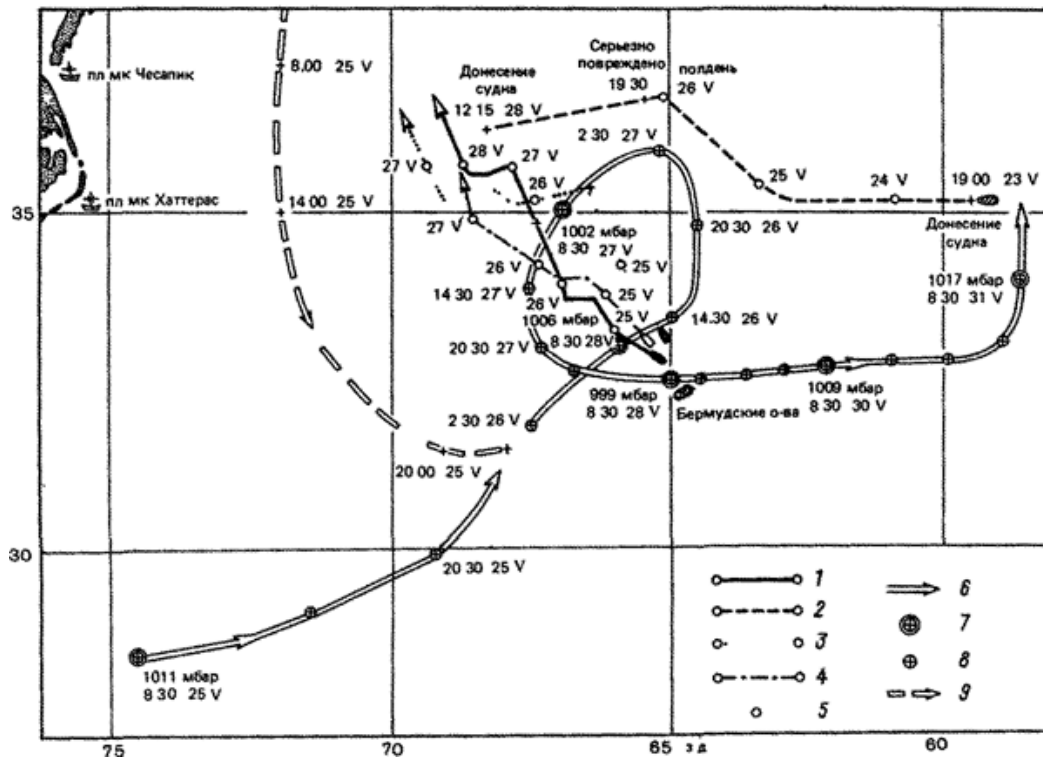 8.00 25 V
пл мк Чесапик
Донесение
судна
12 15 28 V
Серьезно
повреждено
19 30
полдень
26 V
2 30 27 V
28 V
27 V
27 V
26 V
25 V
24 V
19 00 23 V
35
пл мк Хаттерас
14 00 25 V
27 V
1002 мбар
8 30 27 V
20 30 26 V
Донесение
судна
26 V
25 V
1017 мбар
8 30 31 V
14 30 27 V
26 V
25 V
1006 мбар
8 30 28 V
25 V
14.30 26 V
20 30 27 V
999 мбар
8 30 28 V
Бермудские о-ва
1009 мбар
8 30 30 V
2 30 26 V
20 00 25 V
30
20 30 25 V
1011 мбар
8 30 25 V
1
2
3
4
5
6
7
8
9
75
70
65
з д
60